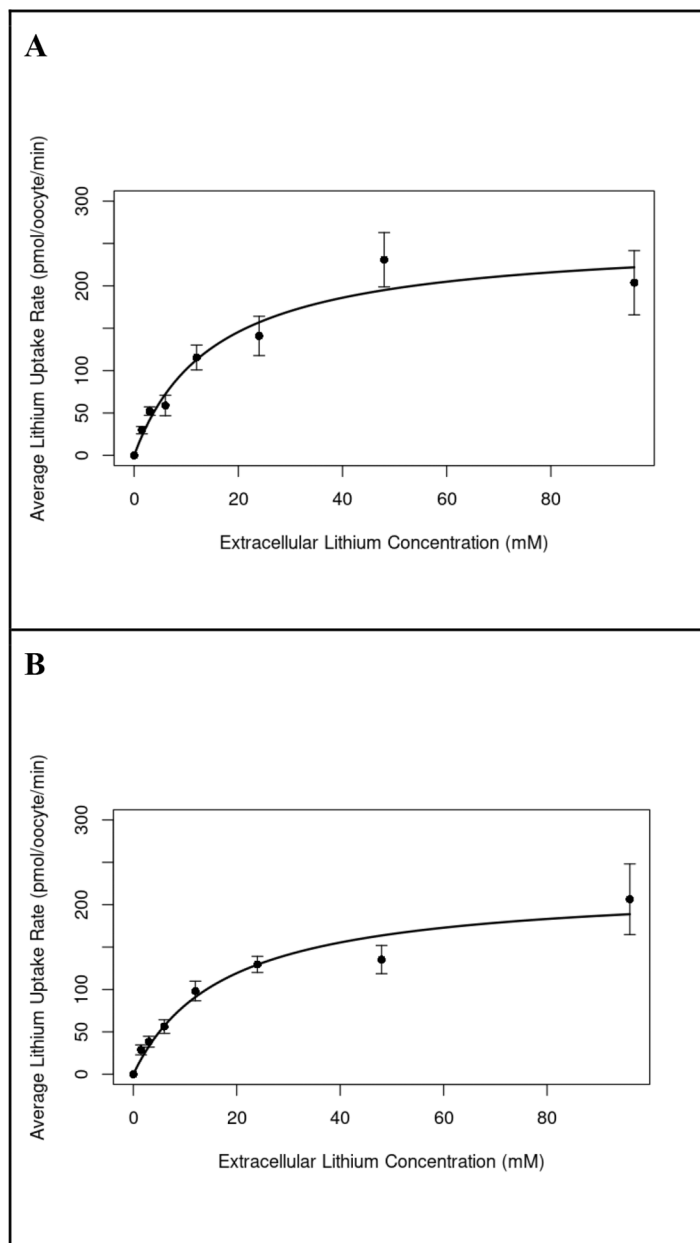 A
Average Lithium Uptake Rate (pmol/oocyte/min)
300
200
100
50
0
0 20 40 60 80
Extracellular Lithium Concentration (mM)
B
Average Lithium Uptake Rate (pmol/oocyte/min)
300
200
100
50
0
0 20 40 60 80
Extracellular Lithium Concentration (mM)